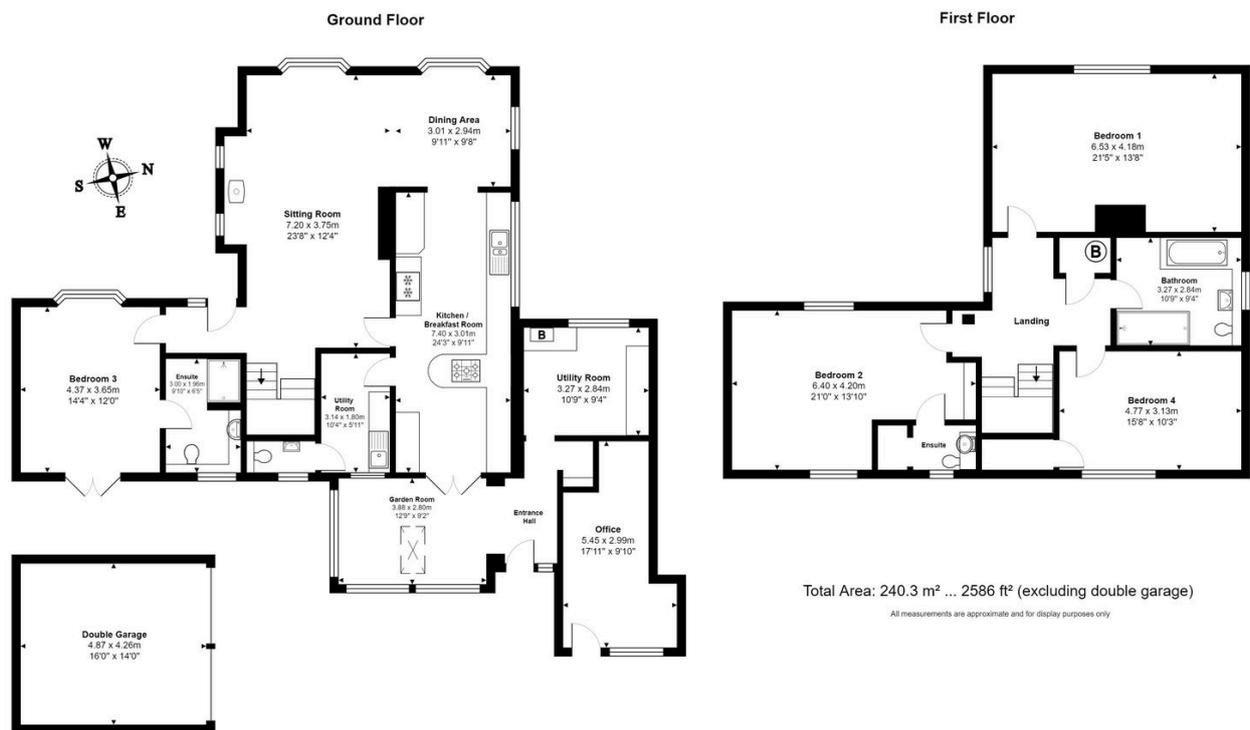 Ground Floor
First Floor
W
N
S
E
Dining Area
3.01 x 2.94m
9'11" x 9'8"
Sitting Room
7.20 x 3.75m
23'8" x 12'4"
Kitchen /
Breakfast Room
7.40 x 3.01m
24'3" x 9'11"
Bedroom 3
4.37 x 3.65m
14'4" x 12'0"
Ensuite
3.00 x 1.96m
9'10" x 6'5"
Utility
Room
3.14 x 1.80m
10'4" x 5'11"
B
Utility Room
3.27 x 2.84m
10'9" x 9'4"
Garden Room
3.88 x 2.80m
12'9" x 9'2"
Entrance
Hall
Office
5.45 x 2.99m
17'11" x 9'10"
Double Garage
4.87 x 4.26m
16'0" x 14'0"
Bedroom 1
6.53 x 4.18m
21'5" x 13'8"
B
Bathroom
3.27 x 2.84m
10'9" x 9'4"
Landing
Bedroom 2
6.40 x 4.20m
21'0" x 13'10"
Ensuite
Bedroom 4
4.77 x 3.13m
15'8" x 10'3"
Total Area: 240.3 m² ... 2586 ft² (excluding double garage)
All measurements are approximate and for display purposes only